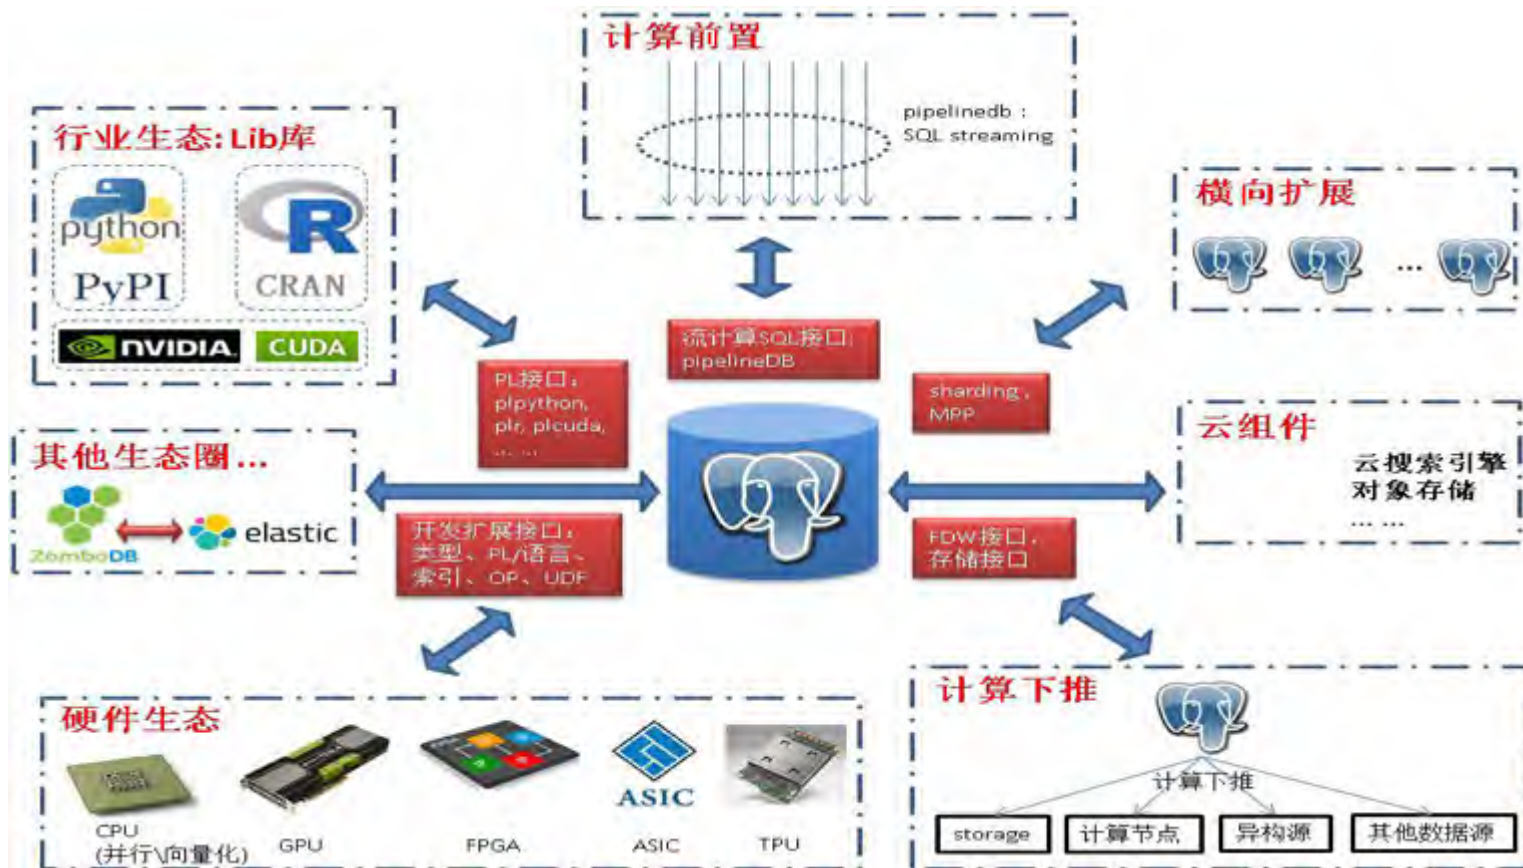 计算前置
pipelinedb：
SQL streaming
行业生态:Lib库
python
PyPI
R
CRAN
NVIDIA.
CUDA
横向扩展
...
流计算SQL接口：
pipelineDB
PL接口：
plpython,
plr, plcuda,
... ...
sharding，
MPP
其他生态圈...
ZomboDB
elastic
云组件
云搜索引擎
对象存储
... ...
开发扩展接口：
类型、PL/语言、
索引、OP、UDF
FDW接口，
存储接口
硬件生态
ASIC
CPU
(并行\向量化)
GPU
FPGA
ASIC
TPU
计算下推
计算下推
storage
计算节点
异构源
其他数据源